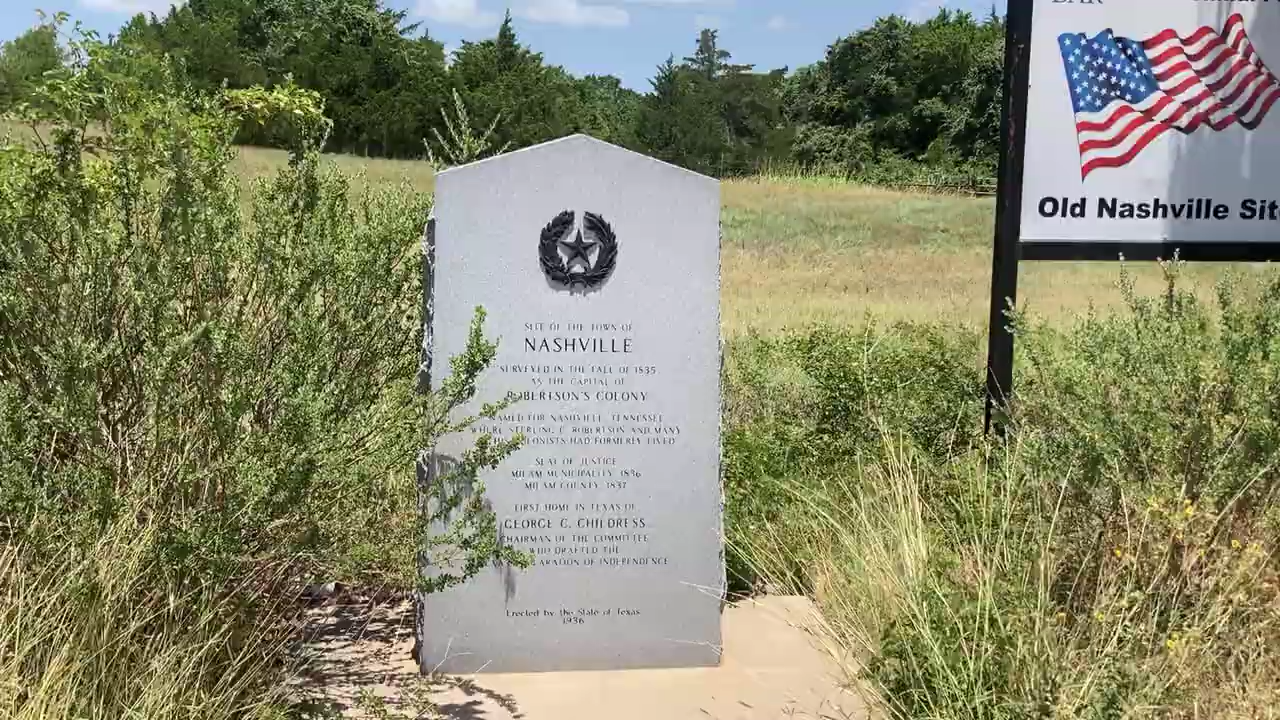 DAR
SITE OF THE TOWN OF
NASHVILLE
SURVEYED IN THE FALL OF 1835
AS THE CAPITAL OF
ROBERTSON'S COLONY
NAMED FOR NASHVILLE, TENNESSEE
WHERE STERLING C. ROBERTSON AND MANY
COLONISTS HAD FORMERLY LIVED
SEAT OF JUSTICE
MILAM MUNICIPALITY, 1836
MILAM COUNTY, 1837
FIRST HOME IN TEXAS OF
GEORGE C. CHILDRESS
CHAIRMAN OF THE COMMITTEE
WHO DRAFTED THE
ARATION OF INDEPENDENCE
Erected by the State of Texas
1936
Old Nashville Sit